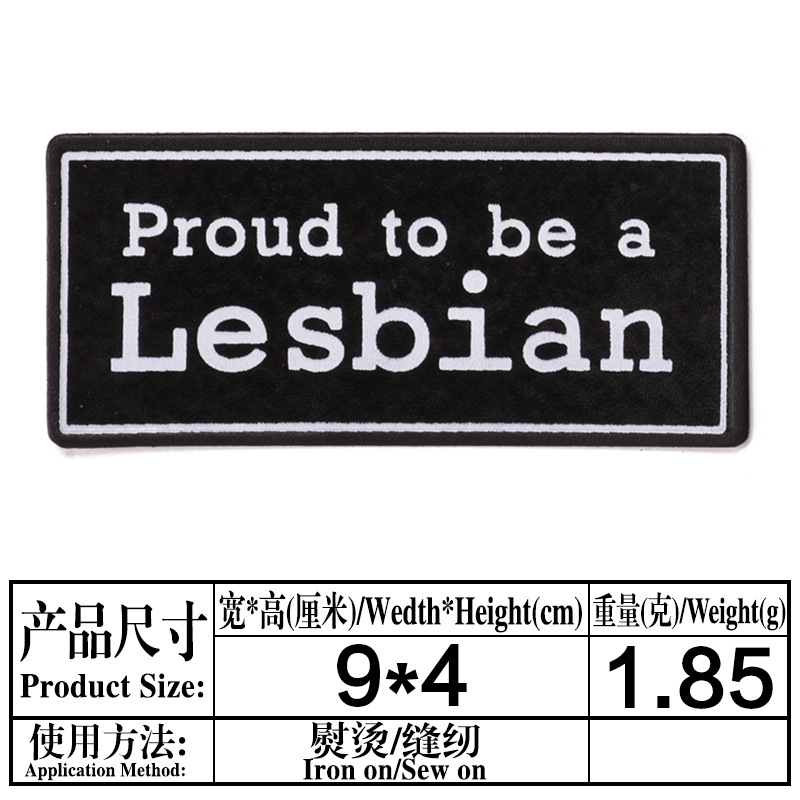 Proud to be a
Lesbian
产品尺寸
Product Size:
宽*高(厘米)/Wedth*Height(cm)
重量(克)/Weight(g)
9*4
1.85
使用方法:
Application Method:
熨烫/缝纫
Iron on/Sew on